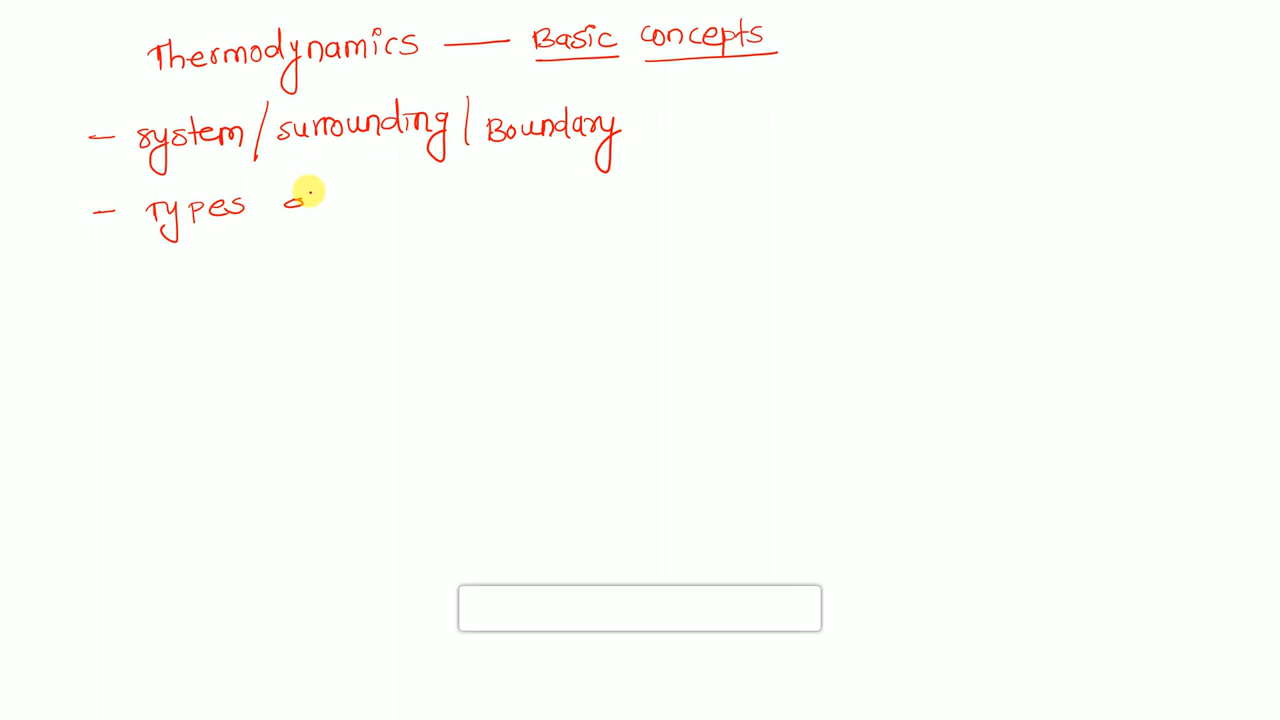 Thermodynamics — Basic concepts
- system/surrounding/Boundary
- Types o